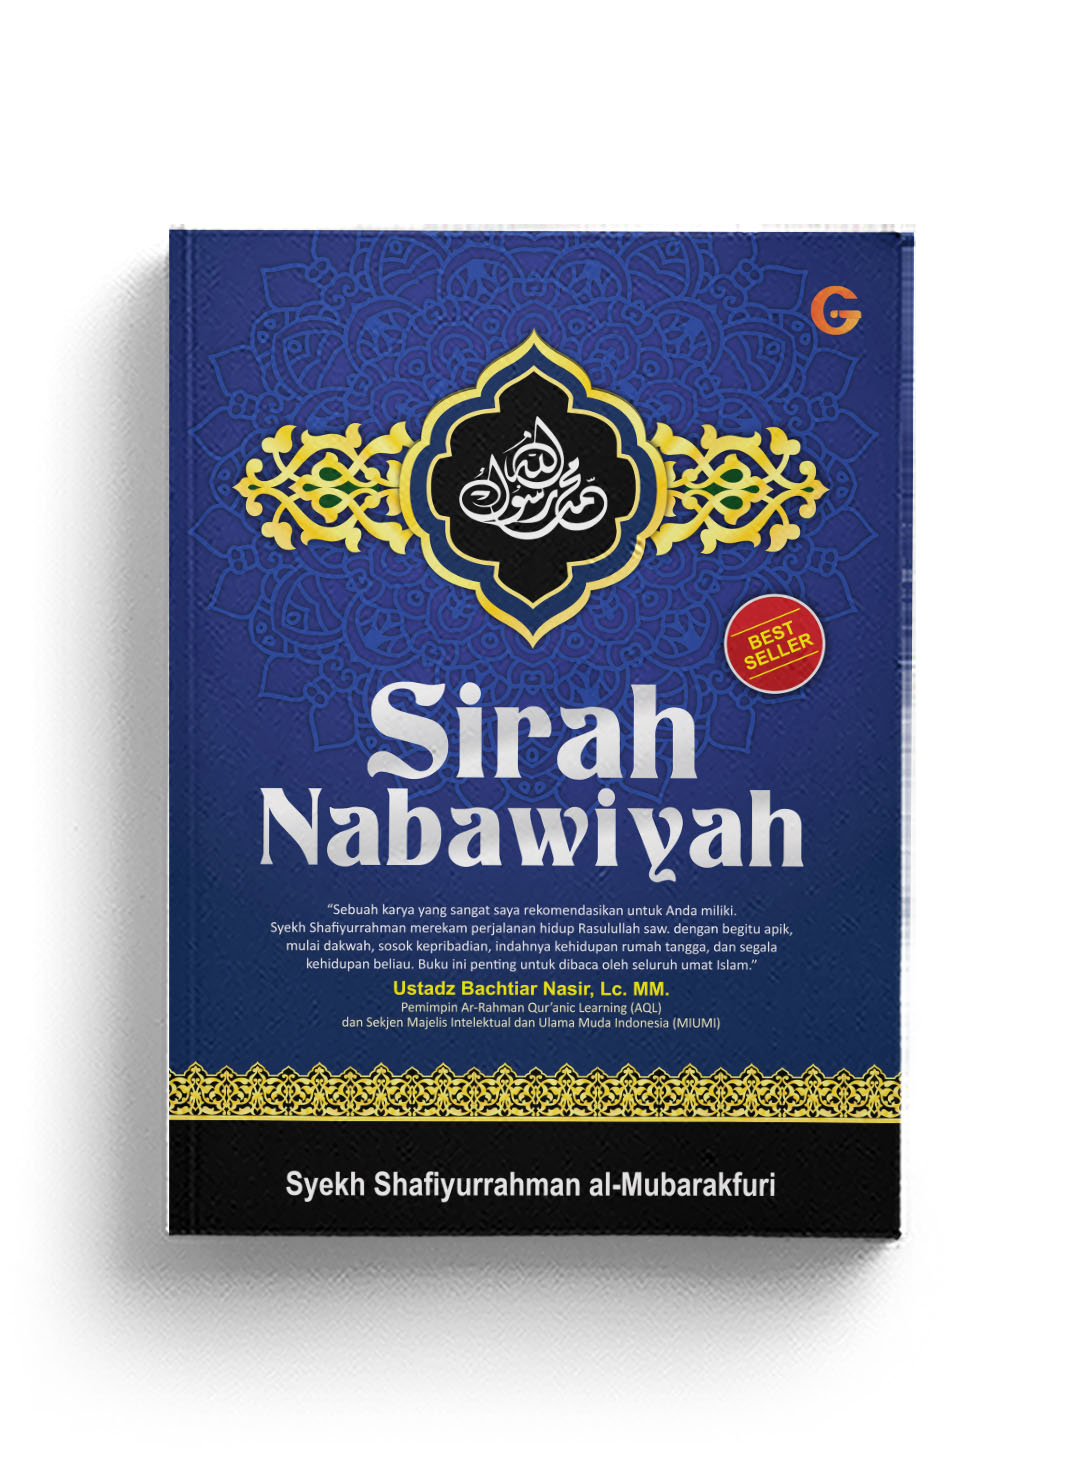 محمد رسول الله
BEST
SELLER
Sirah
Nabawiyah
“Sebuah karya yang sangat saya rekomendasikan untuk Anda miliki.
Syekh Shafiyurrahman merekam perjalanan hidup Rasulullah saw. dengan begitu apik,
mulai dakwah, sosok kepribadian, indahnya kehidupan rumah tangga, dan segala
kehidupan beliau. Buku ini penting untuk dibaca oleh seluruh umat Islam.”
Ustadz Bachtiar Nasir, Lc. MM.
Pemimpin Ar-Rahman Qur’anic Learning (AQL)
dan Sekjen Majelis Intelektual dan Ulama Muda Indonesia (MIUMI)
Syekh Shafiyurrahman al-Mubarakfuri